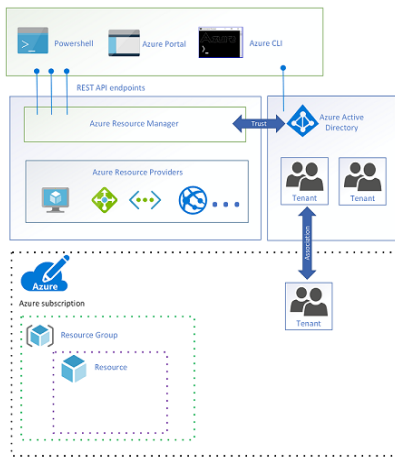 Powershell
Azure Portal
Azure CLI
REST API endpoints
Azure Resource Manager
Trust
Azure Active
Directory
Azure Resource Providers
Tenant
Tenant
Association
Azure
Tenant
Azure subscription
Resource Group
Resource